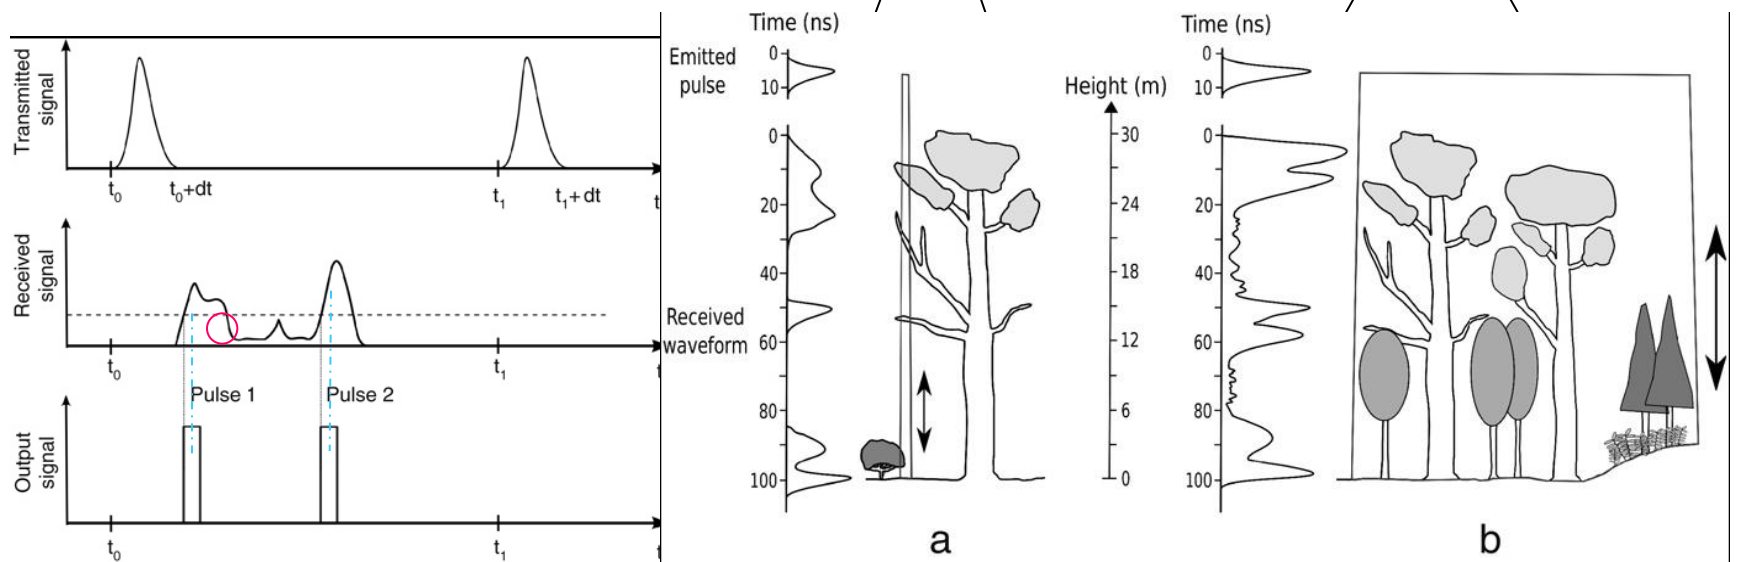 Transmitted
signal
t0
t0+dt
t1
t1+dt
t
Received
signal
t0
t1
t
Pulse 1
Pulse 2
Output
signal
t0
t1
t
Time (ns)
Emitted
pulse
0
10
0
20
40
60
80
100
Received
waveform
Height (m)
30
24
18
12
6
0
a
Time (ns)
0
10
0
20
40
60
80
100
b